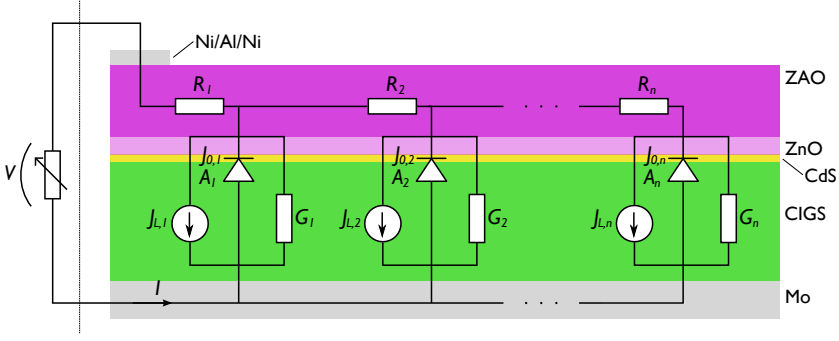 Ni/Al/Ni
R1 R2 Rn ZAO
J0,1 J0,2 J0,n ZnO
A1 A2 An CdS
V
JL,1 G1 JL,2 G2 JL,n Gn CIGS
I Mo